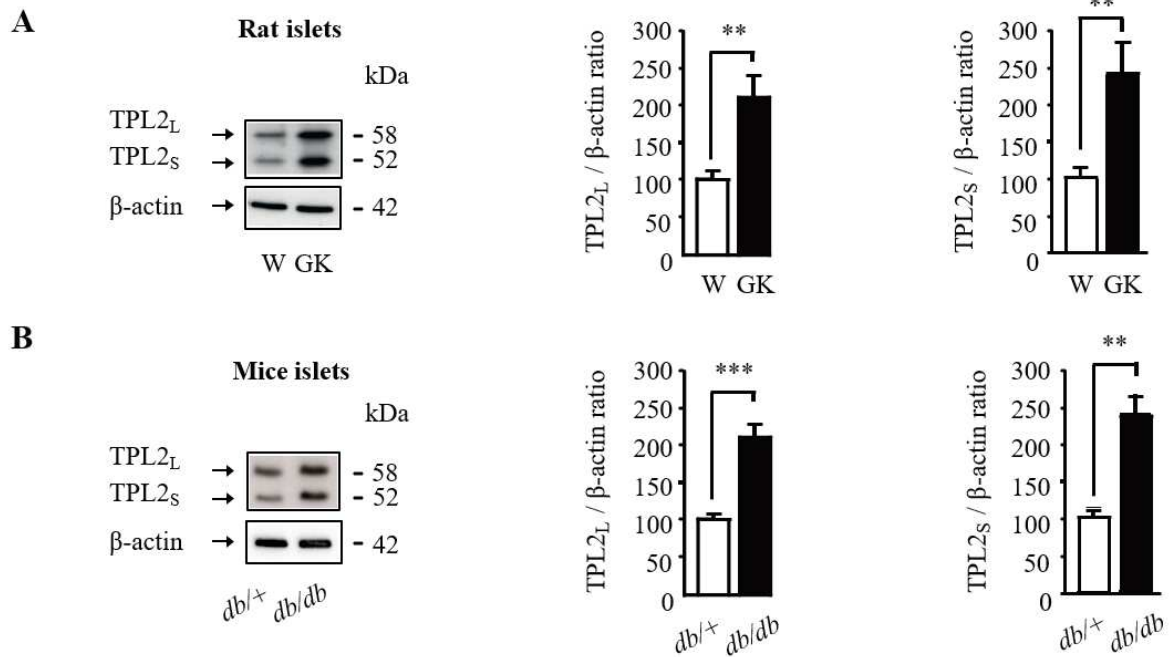 A
Rat islets
kDa
TPL2L → - 58
TPL2S → - 52
β-actin - 42
W GK
TPL2L / β-actin ratio
300
250
200
150
100
50
0
**
W GK
TPL2S / β-actin ratio
300
250
200
150
100
50
0
**
W GK
B
Mice islets
kDa
TPL2L → - 58
TPL2S → - 52
β-actin → - 42
db/+ db/db
TPL2L / β-actin ratio
300
250
200
150
100
50
0
***
db/+ db/db
TPL2S / β-actin ratio
300
250
200
150
100
50
0
**
db/+ db/db